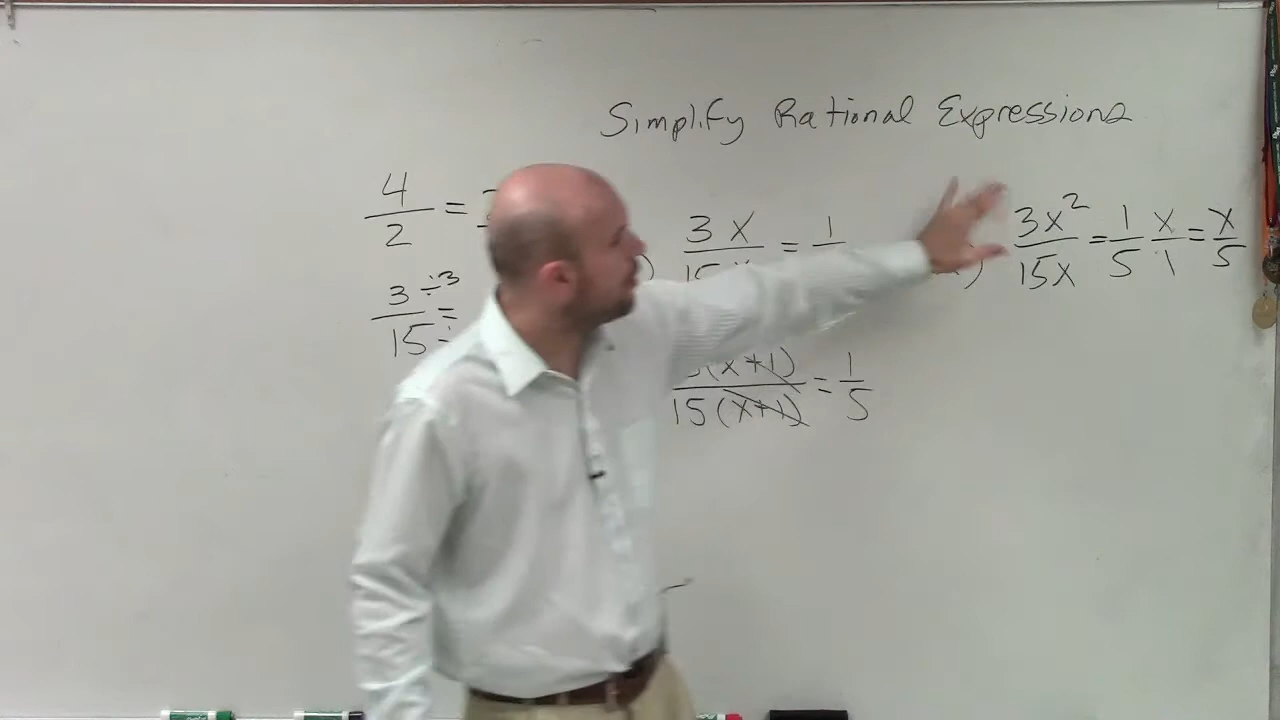 Simplify Rational Expressions
4/2 =
3 ÷3 / 15 ÷ =
3x / 15x = 1 /
3x² / 15x = 1/5 x/1 = x/5
(x+1) / 15(x+1) = 1/5